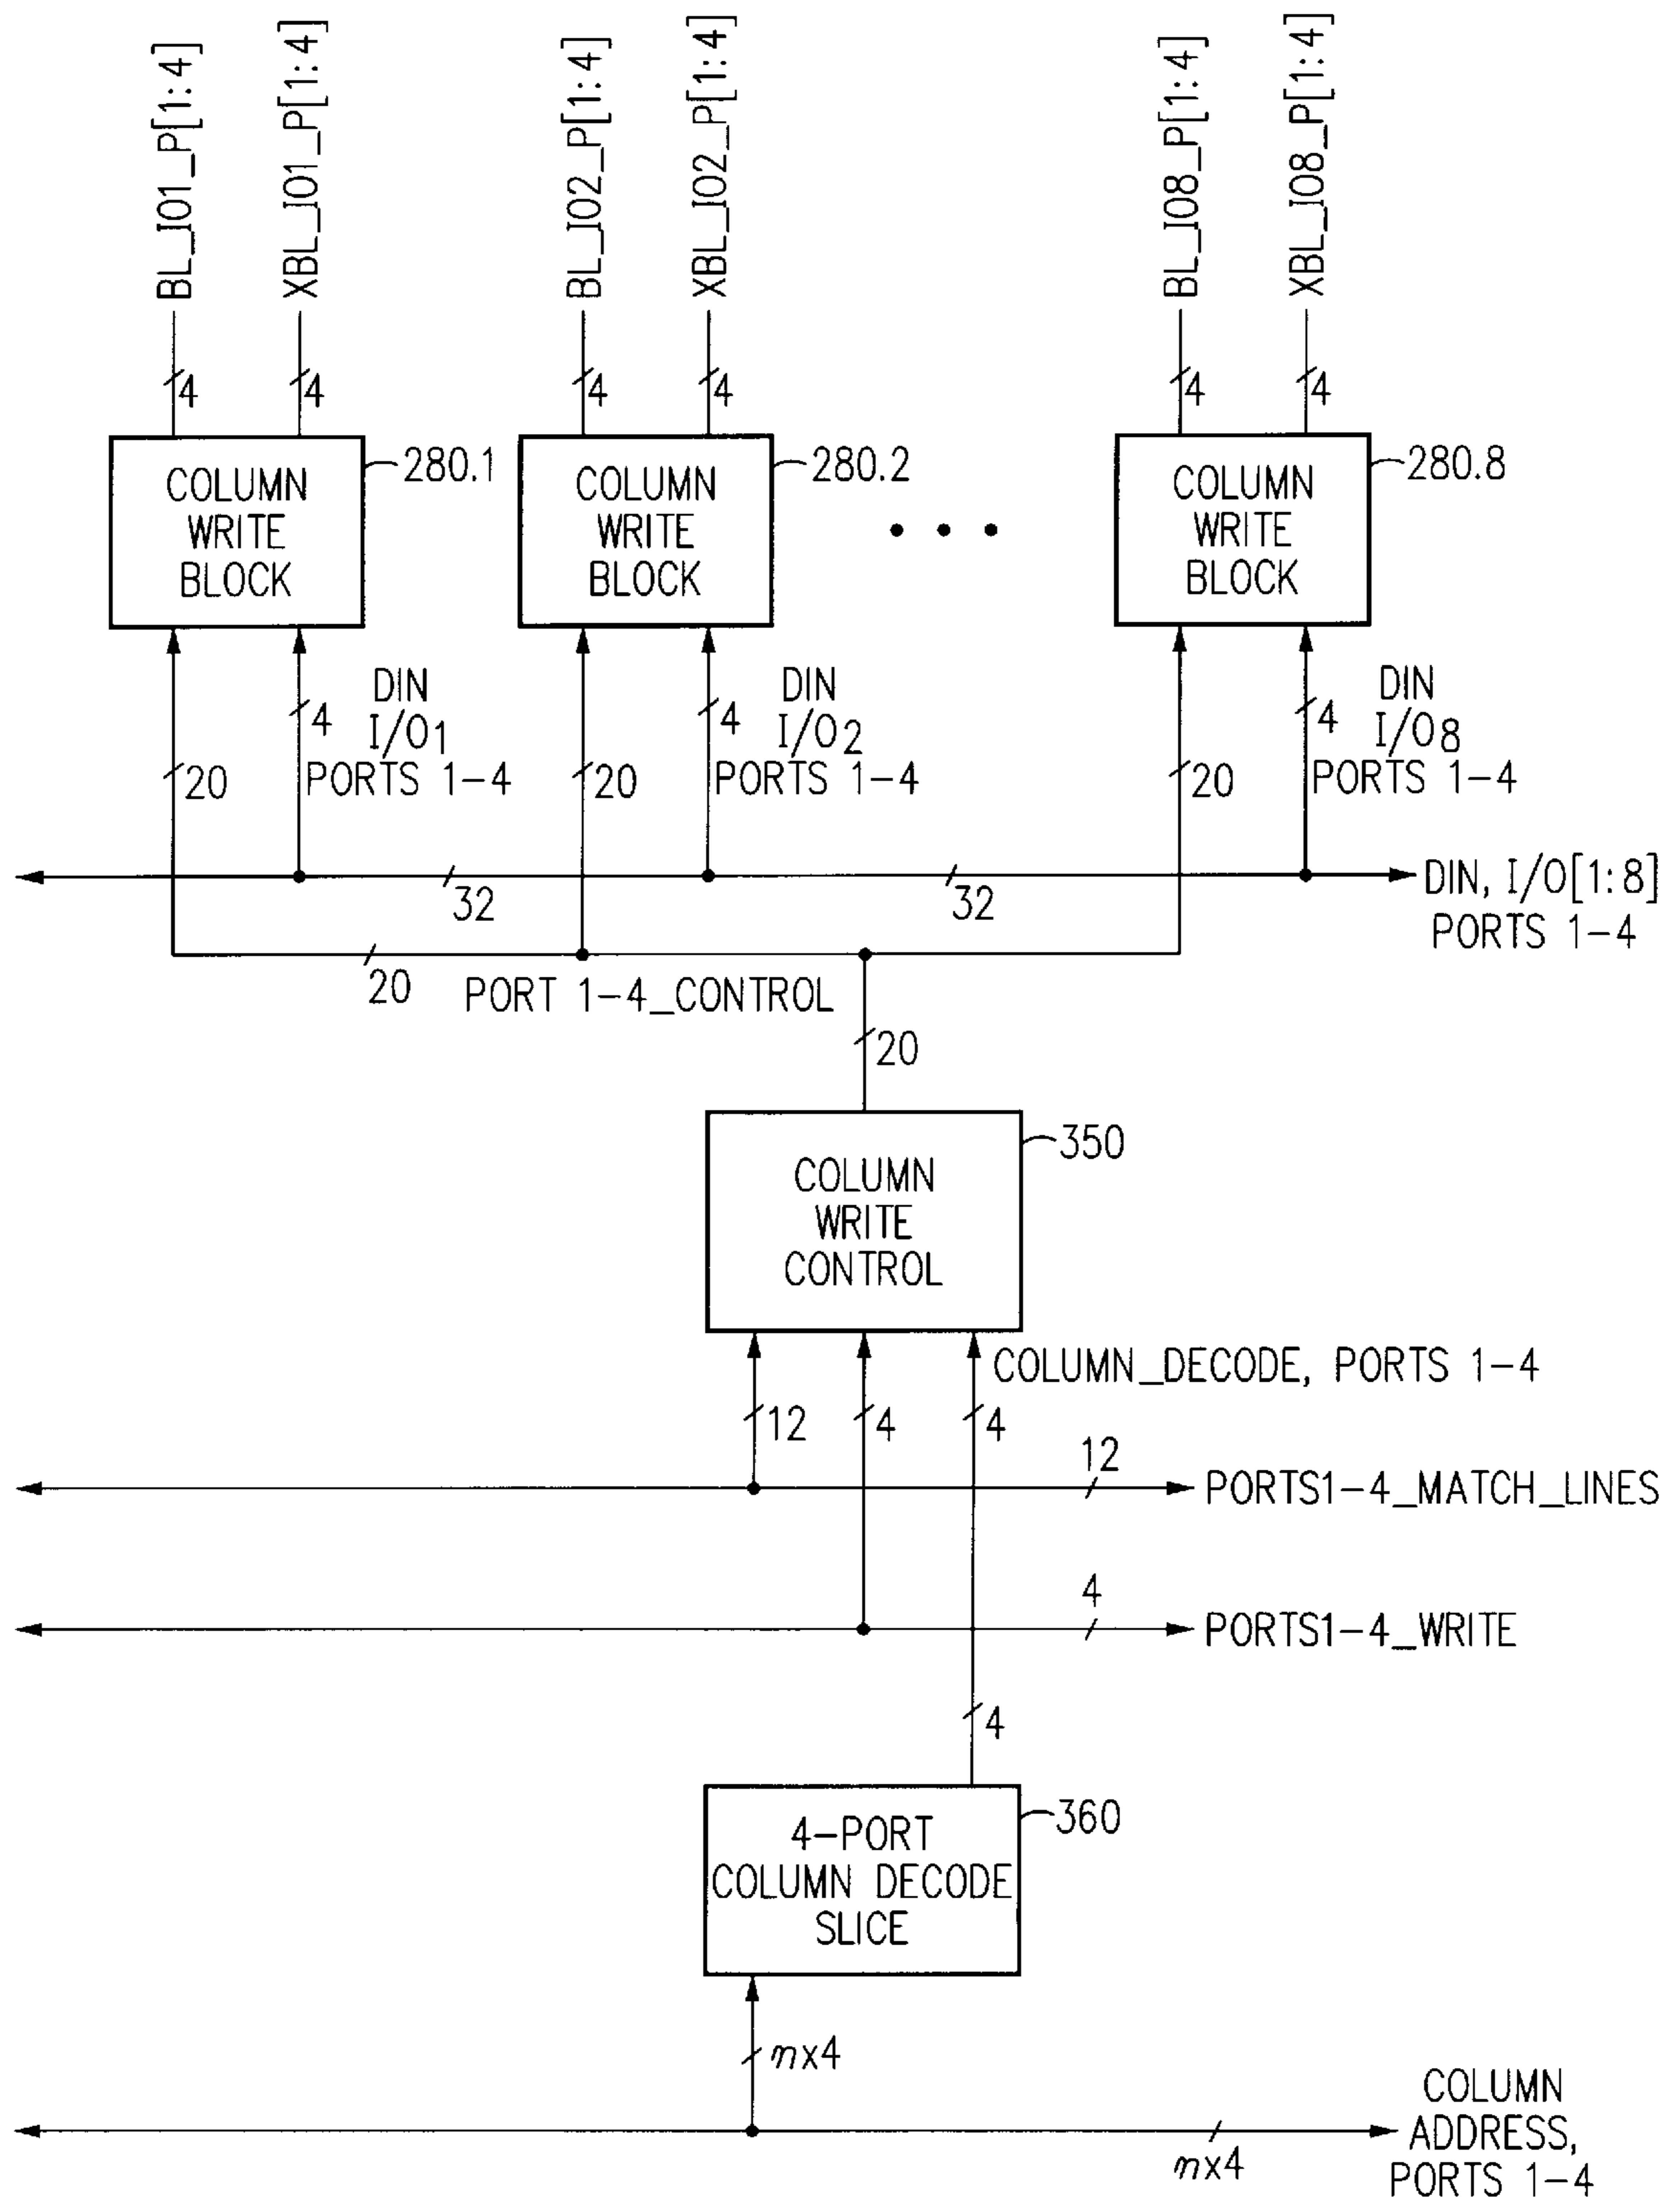 BL_IO1_P[1:4]
XBL_IO1_P[1:4]
BL_IO2_P[1:4]
XBL_IO2_P[1:4]
BL_IO8_P[1:4]
XBL_IO8_P[1:4]
4
4
4
4
4
4
COLUMN
WRITE
BLOCK
280.1
COLUMN
WRITE
BLOCK
280.2
COLUMN
WRITE
BLOCK
280.8
20
4
DIN
I/O1
PORTS 1-4
20
4
DIN
I/O2
PORTS 1-4
20
4
DIN
I/O8
PORTS 1-4
32
32
DIN, I/O[1:8]
PORTS 1-4
20
PORT 1-4_CONTROL
20
COLUMN
WRITE
CONTROL
350
COLUMN_DECODE, PORTS 1-4
12
4
4
12
PORTS1-4_MATCH_LINES
4
PORTS1-4_WRITE
4
4-PORT
COLUMN DECODE
SLICE
360
nx4
nx4
COLUMN
ADDRESS,
PORTS 1-4